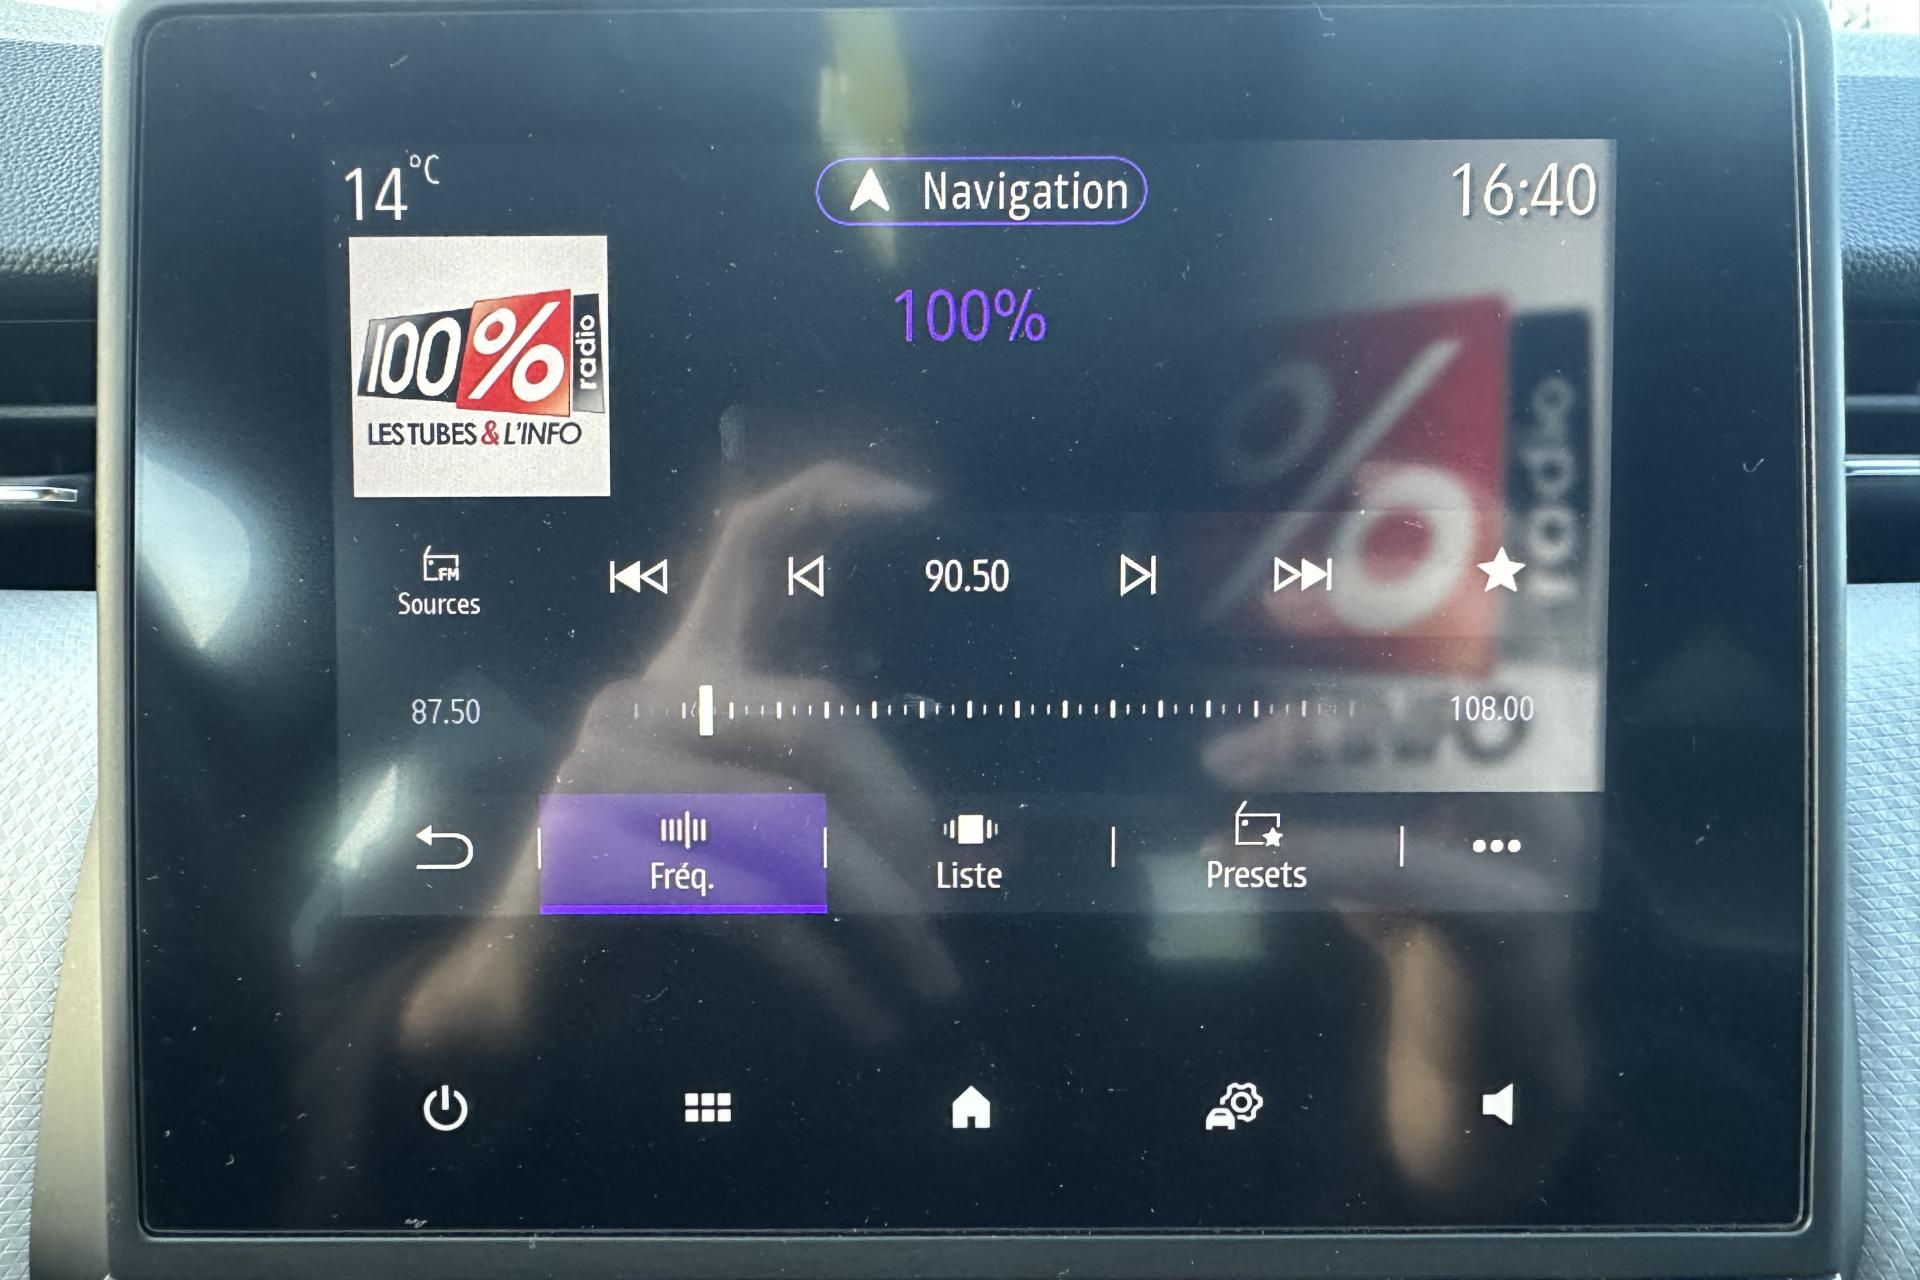 14°C
Navigation
16:40
100% radio
LES TUBES & L'INFO
100%
% radio
FM
Sources
90.50
87.50
108.00
Fréq.
Liste
Presets